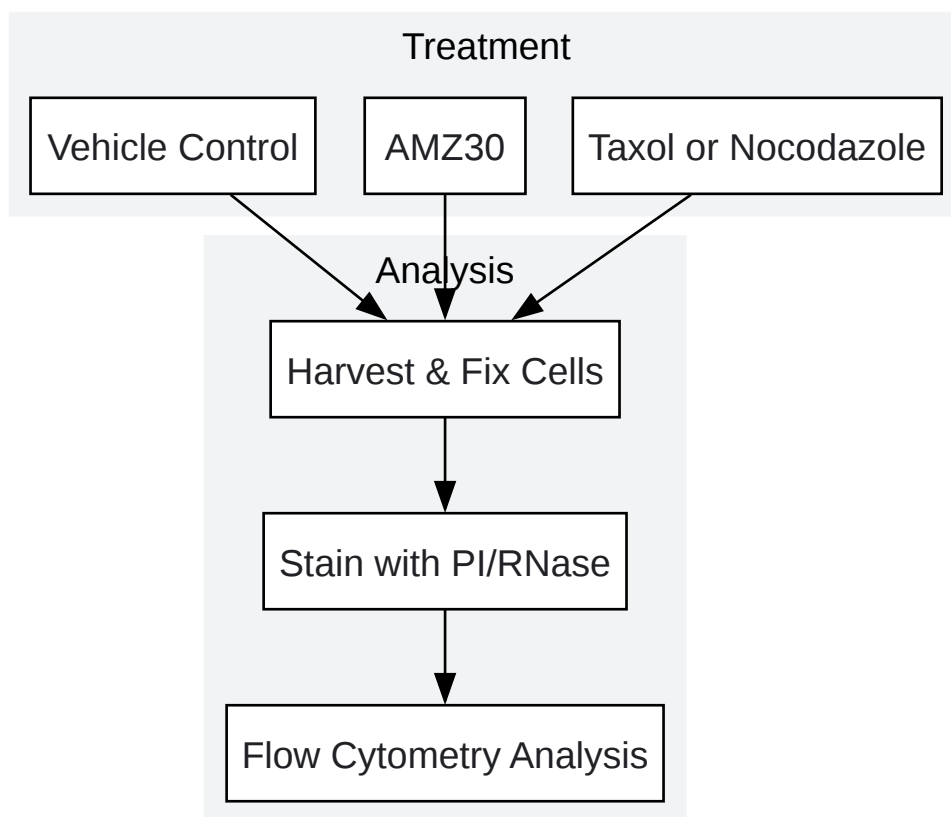 Treatment
Vehicle Control
AMZ30
Taxol or Nocodazole
Analysis
Harvest & Fix Cells
Stain with PI/RNase
Flow Cytometry Analysis